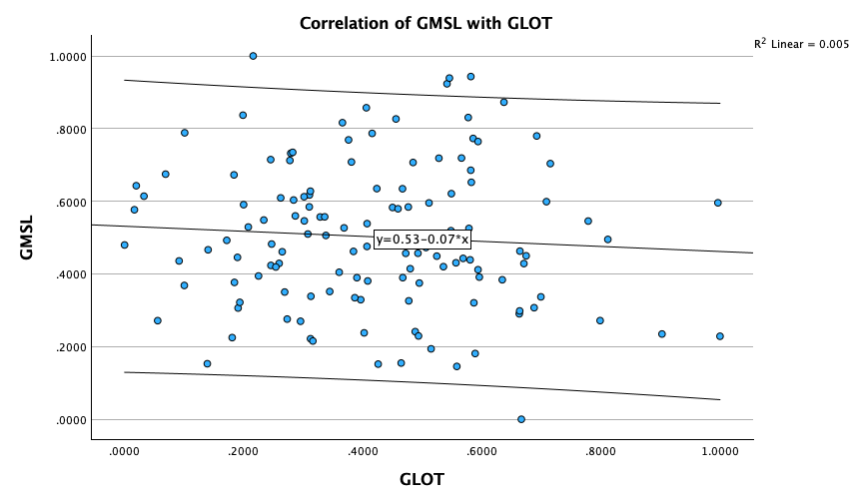 Correlation of GMSL with GLOT
R2 Linear = 0.005
1.0000
.8000
.6000
.4000
.2000
.0000
GMSL
y=0.53-0.07*x
.0000 .2000 .4000 .6000 .8000 1.0000
GLOT